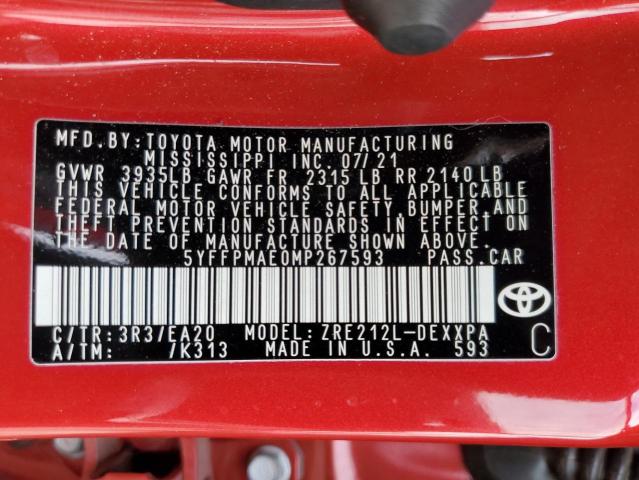 MFD.BY:TOYOTA MOTOR MANUFACTURING
MISSISSIPPI INC. 07/21
GVWR 3935LB GAWR FR 2315 LB RR 2140 LB
THIS VEHICLE CONFORMS TO ALL APPLICABLE
FEDERAL MOTOR VEHICLE SAFETY, BUMPER, AND
THEFT PREVENTION STANDARDS IN EFFECT ON
THE DATE OF MANUFACTURE SHOWN ABOVE.
5YFFPMAE0MP267593 PASS.CAR
C/TR:3R3/EA20 MODEL:ZRE212L-DEXXPA
A/TM: /K313 MADE IN U.S.A. 593
C